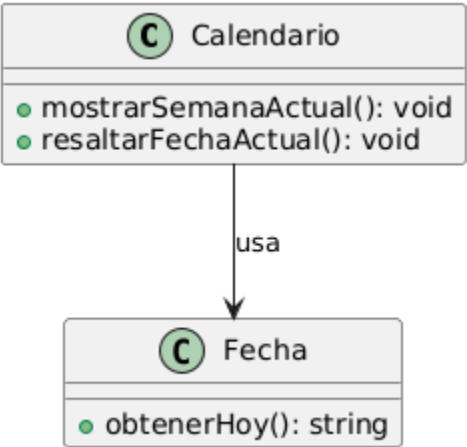 C Calendario
mostrarSemanaActual(): void
resaltarFechaActual(): void
usa
C Fecha
obtenerHoy(): string